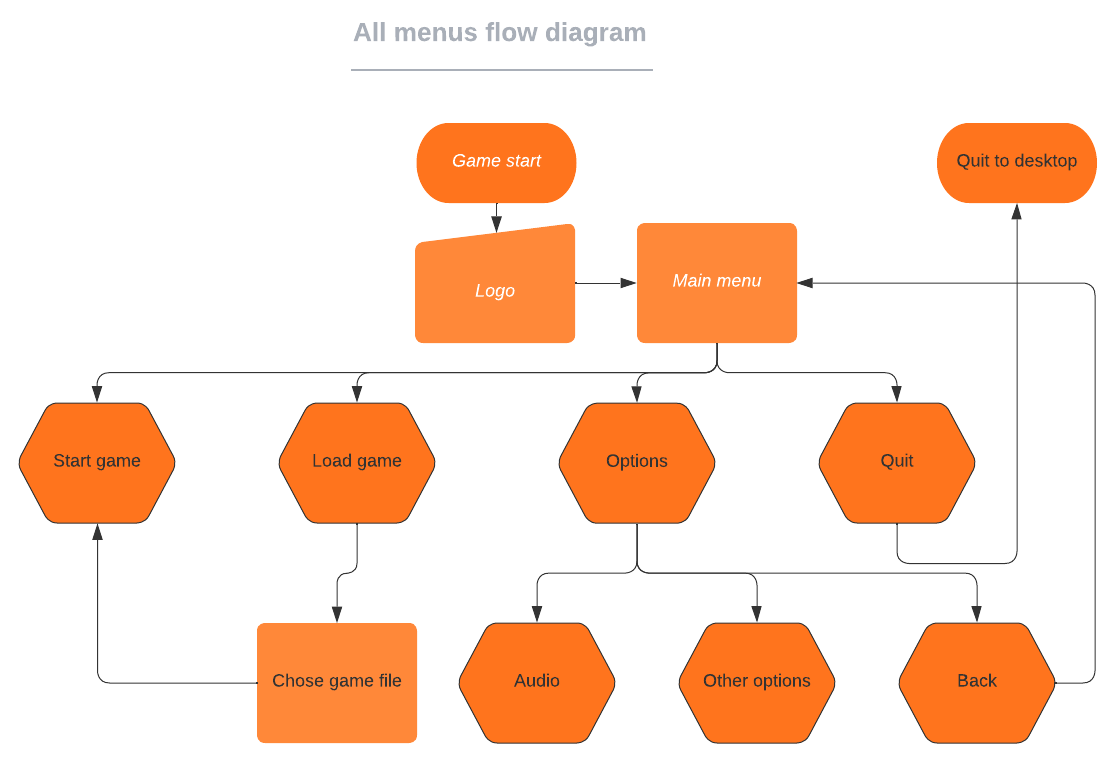 All menus flow diagram
Game start
Quit to desktop
Logo
Main menu
Start game
Load game
Options
Quit
Chose game file
Audio
Other options
Back